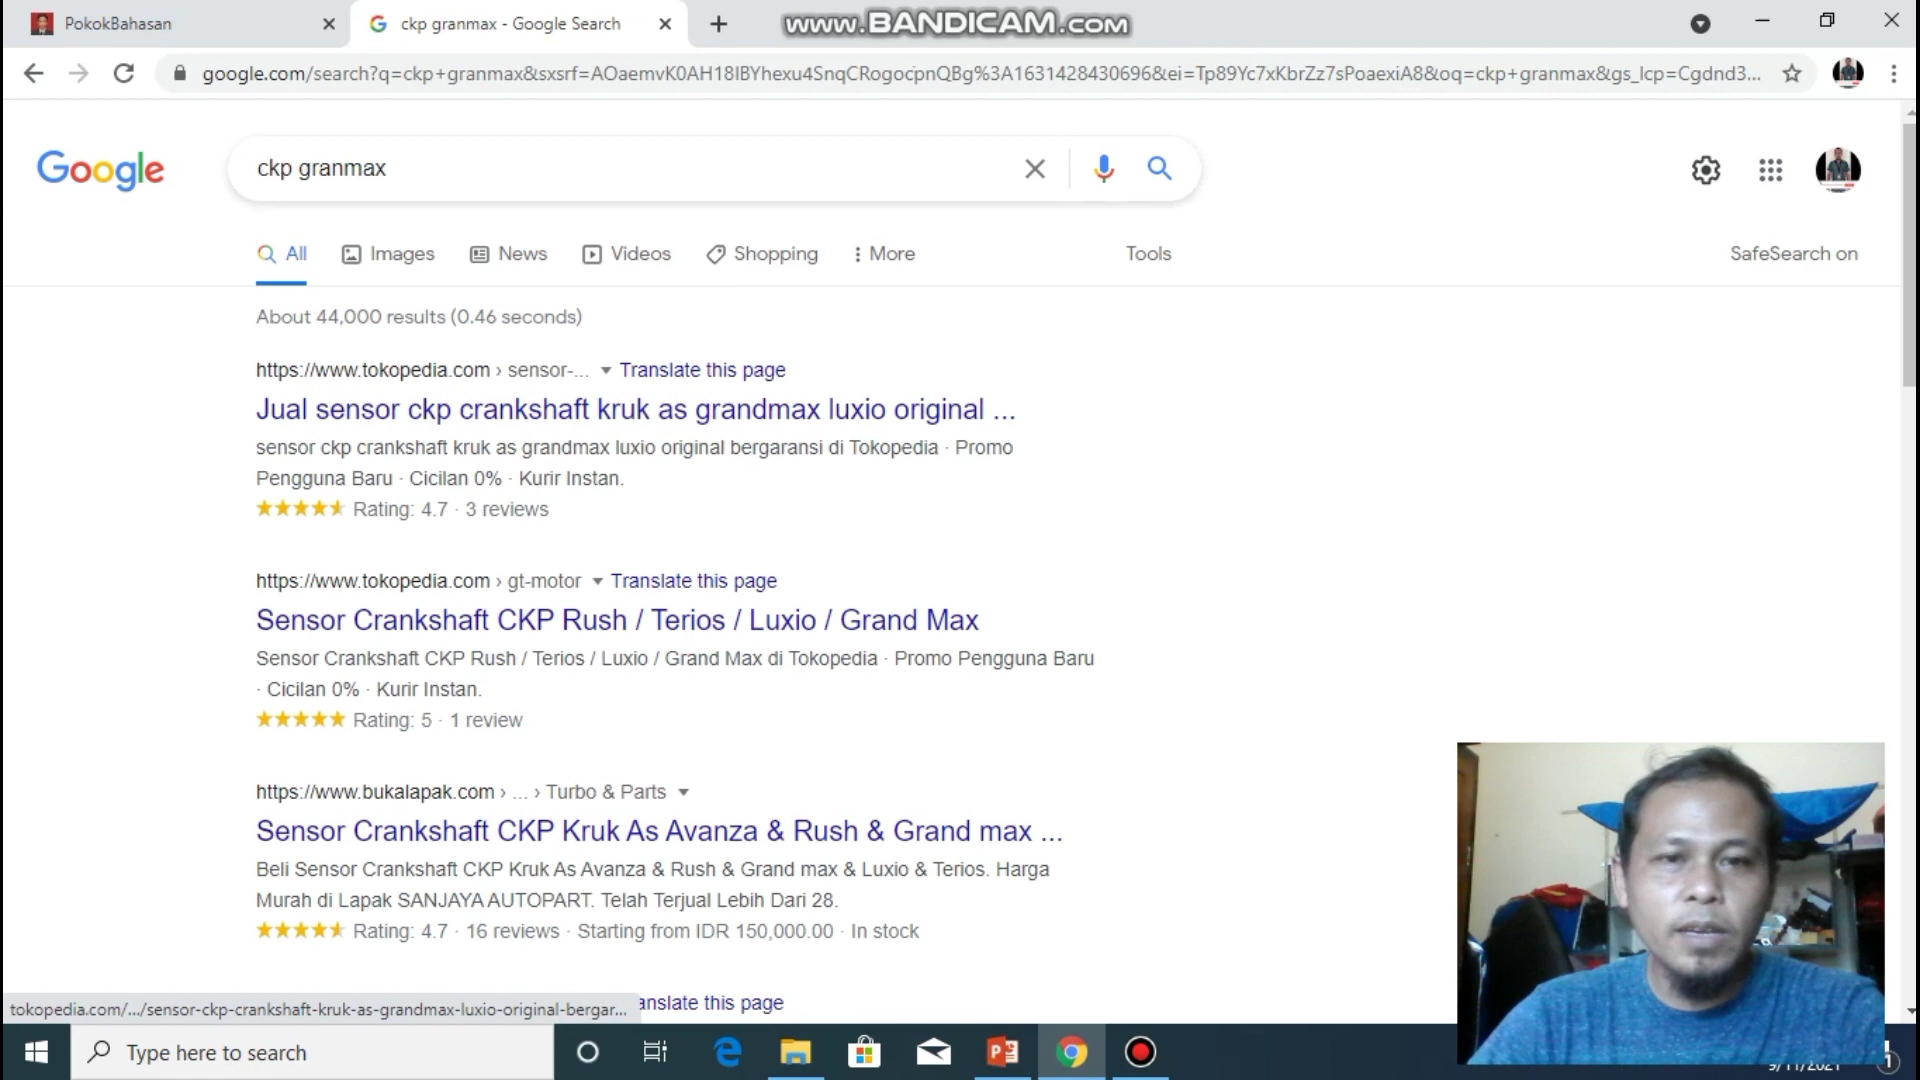 PokokBahasan
ckp granmax - Google Search
www.BANDICAM.com
google.com/search?q=ckp+granmax&sxsrf=AOaemvK0AH18IBYhexu4SnqCRogocpnQBg%3A1631428430696&ei=Tp89Yc7xKbrZz7sPoaexiA8&oq=ckp+granmax&gs_lcp=Cgdnd3...
Google
ckp granmax
All
Images
News
Videos
Shopping
More
Tools
SafeSearch on
About 44,000 results (0.46 seconds)
https://www.tokopedia.com › sensor-... Translate this page
Jual sensor ckp crankshaft kruk as grandmax luxio original ...
sensor ckp crankshaft kruk as grandmax luxio original bergaransi di Tokopedia · Promo
Pengguna Baru · Cicilan 0% · Kurir Instan.
Rating: 4.7 · 3 reviews
https://www.tokopedia.com › gt-motor Translate this page
Sensor Crankshaft CKP Rush / Terios / Luxio / Grand Max
Sensor Crankshaft CKP Rush / Terios / Luxio / Grand Max di Tokopedia · Promo Pengguna Baru
· Cicilan 0% · Kurir Instan.
Rating: 5 · 1 review
https://www.bukalapak.com › ... › Turbo & Parts
Sensor Crankshaft CKP Kruk As Avanza & Rush & Grand max ...
Beli Sensor Crankshaft CKP Kruk As Avanza & Rush & Grand max & Luxio & Terios. Harga
Murah di Lapak SANJAYA AUTOPART. Telah Terjual Lebih Dari 28.
Rating: 4.7 · 16 reviews · Starting from IDR 150,000.00 · In stock
tokopedia.com/.../sensor-ckp-crankshaft-kruk-as-grandmax-luxio-original-bergar...
anslate this page
Type here to search
9/11/2021
1